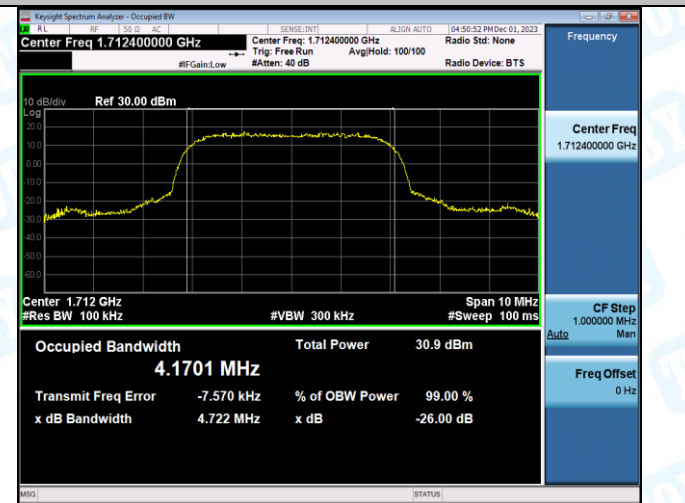 Keysight Spectrum Analyzer - Occupied BW
RL RF 50 Ω AC SENSE:INT ALIGN AUTO 04:50:52 PM Dec 01, 2023
Center Freq 1.712400000 GHz
Center Freq: 1.712400000 GHz
Radio Std: None
Trig: Free Run Avg|Hold: 100/100
#IFGain:Low #Atten: 40 dB Radio Device: BTS
10 dB/div Ref 30.00 dBm
Log
20.0
10.0
0.00
-10.0
-20.0
-30.0
-40.0
-50.0
-60.0
Center 1.712 GHz Span 10 MHz
#Res BW 100 kHz #VBW 300 kHz #Sweep 100 ms
Occupied Bandwidth Total Power 30.9 dBm
4.1701 MHz
Transmit Freq Error -7.570 kHz % of OBW Power 99.00 %
x dB Bandwidth 4.722 MHz x dB -26.00 dB
MSG STATUS
Frequency
Center Freq
1.712400000 GHz
CF Step
1.000000 MHz
Auto Man
Freq Offset
0 Hz